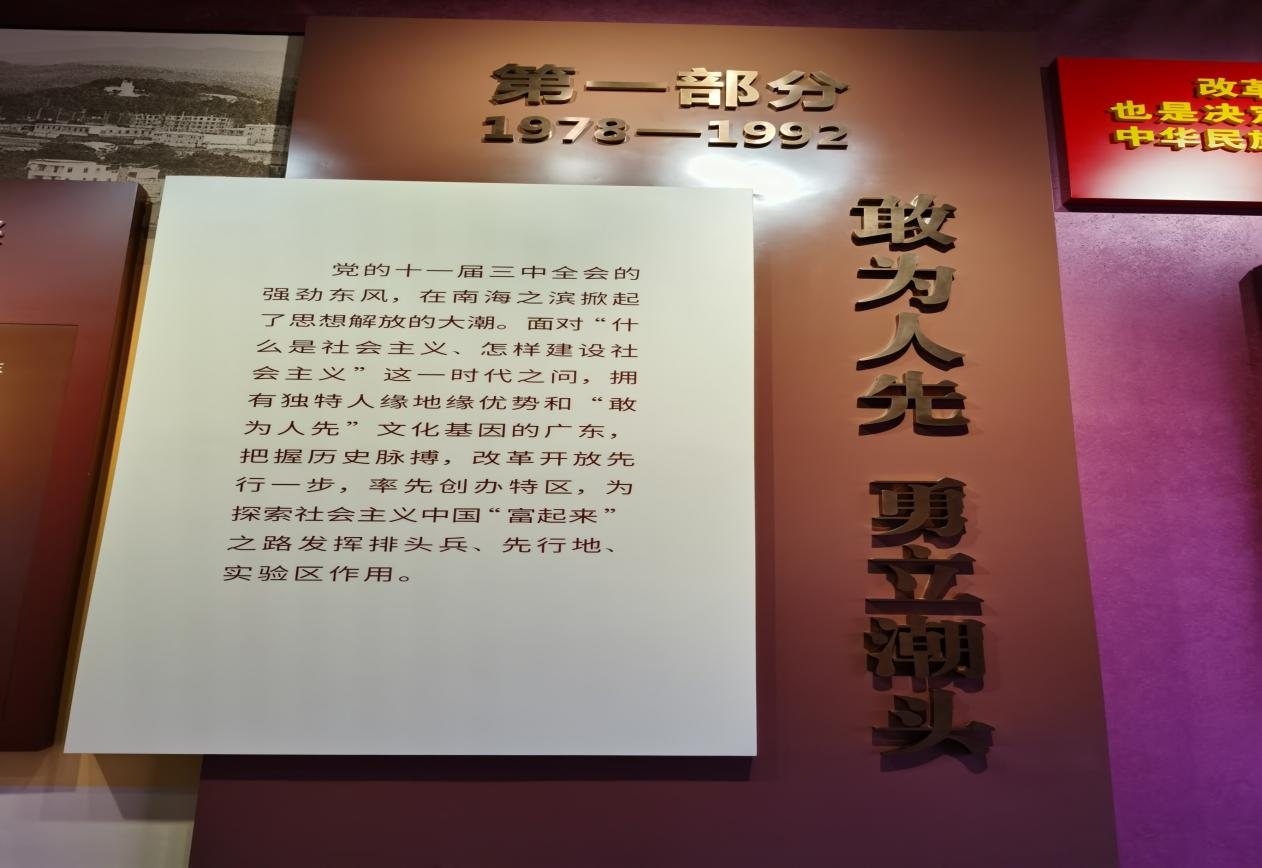 第一部分
1978—1992
党的十一届三中全会的
强劲东风，在南海之滨掀起
了思想解放的大潮。面对“什
么是社会主义、怎样建设社
会主义”这一时代之问，拥
有独特人缘地缘优势和“敢
为人先”文化基因的广东，
把握历史脉搏，改革开放先
行一步，率先创办特区，为
探索社会主义中国“富起来”
之路发挥排头兵、先行地、
实验区作用。
敢为人先 勇立潮头
改革
也是决定
中华民族